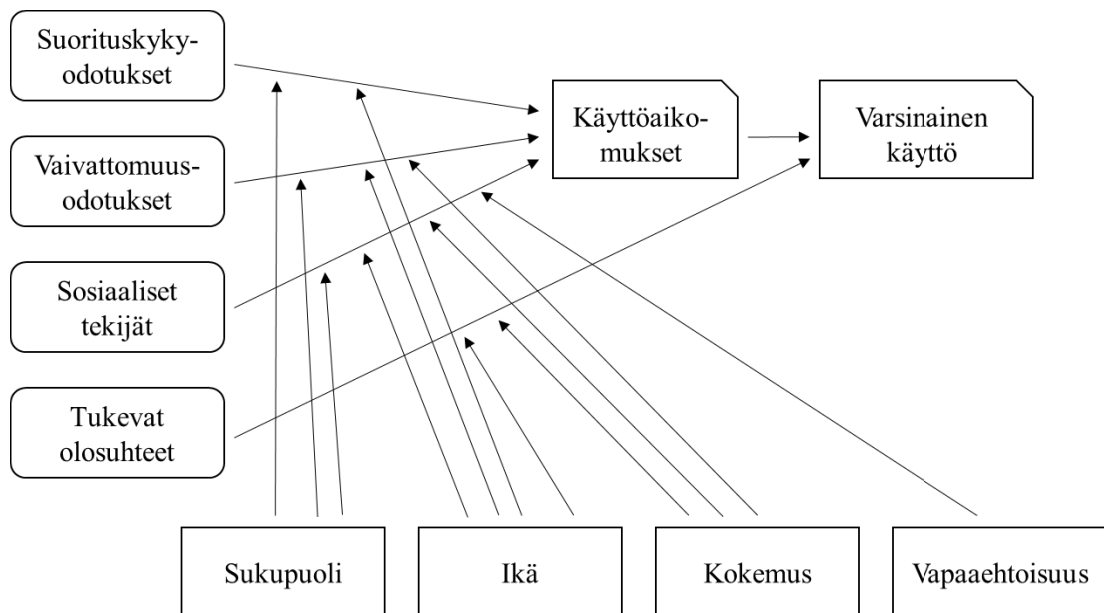 Suorituskyky-
odotukset
Vaivattomuus-
odotukset
Sosiaaliset
tekijät
Tukevat
olosuhteet
Käyttöaiko-
mukset
Varsinainen
käyttö
Sukupuoli
Ikä
Kokemus
Vapaaehtoisuus